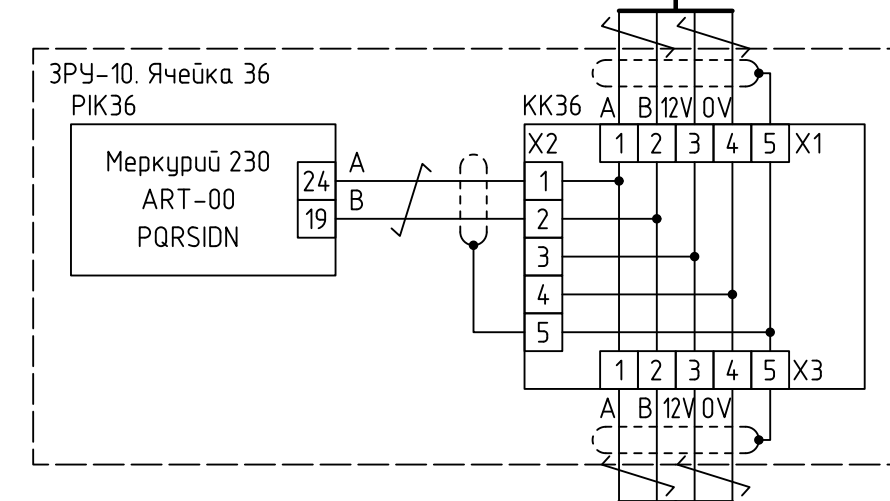 ЗРУ-10. Ячейка 36
PIK36
КК36
A B 12V 0V
X2
1 2 3 4 5 X1
Меркурий 230
ART-00
PQRSIDN
24 A
19 B
1
2
3
4
5
1 2 3 4 5 X3
A B 12V 0V